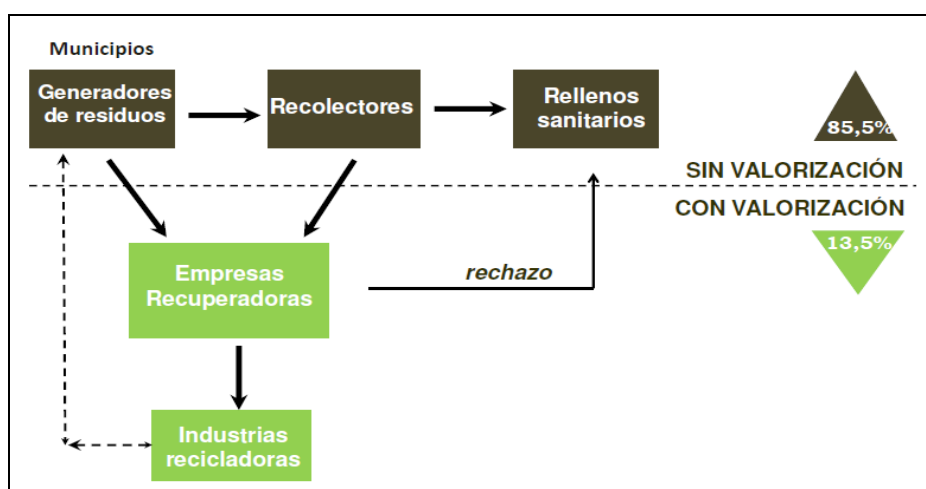 Municipios
Generadores
de residuos
Recolectores
Rellenos
sanitarios
85,5%
SIN VALORIZACIÓN
CON VALORIZACIÓN
13,5%
Empresas
Recuperadoras
rechazo
Industrias
recicladoras